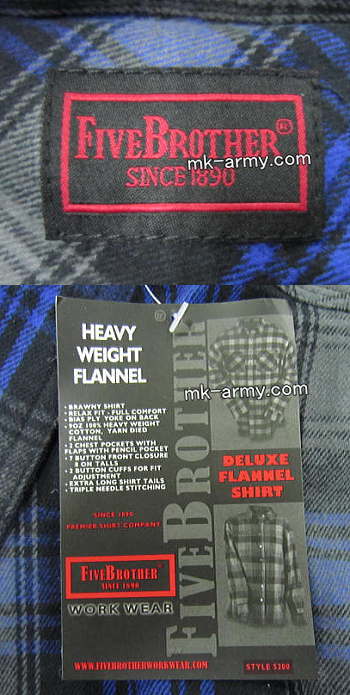 FIVEBROTHER
mk-army.com
SINCE 1890
HEAVY
WEIGHT
FLANNEL
mk-army.com
• BRAWNY SHIRT
• RELAX FIT - FULL COMFORT
• BIAS PLY YOKE ON BACK
• 9OZ 100% HEAVY WEIGHT
COTTON, YARN DIED
FLANNEL
• 2 CHEST POCKETS WITH
FLAPS WITH PENCIL POCKET
• 7 BUTTON FRONT CLOSURE
8 ON TALLS
• 2 BUTTON CUFFS FOR FIT
ADJUSTMENT
• EXTRA LONG SHIRT TAILS
• TRIPLE NEEDLE STITCHING
FIVEBROTHER
DELUXE
FLANNEL
SHIRT
SINCE 1890
PREMIER SHIRT COMPANY
FIVEBROTHER
SINCE 1890
WORK WEAR
WWW.FIVEBROTHERWORKWEAR.COM
STYLE 5200